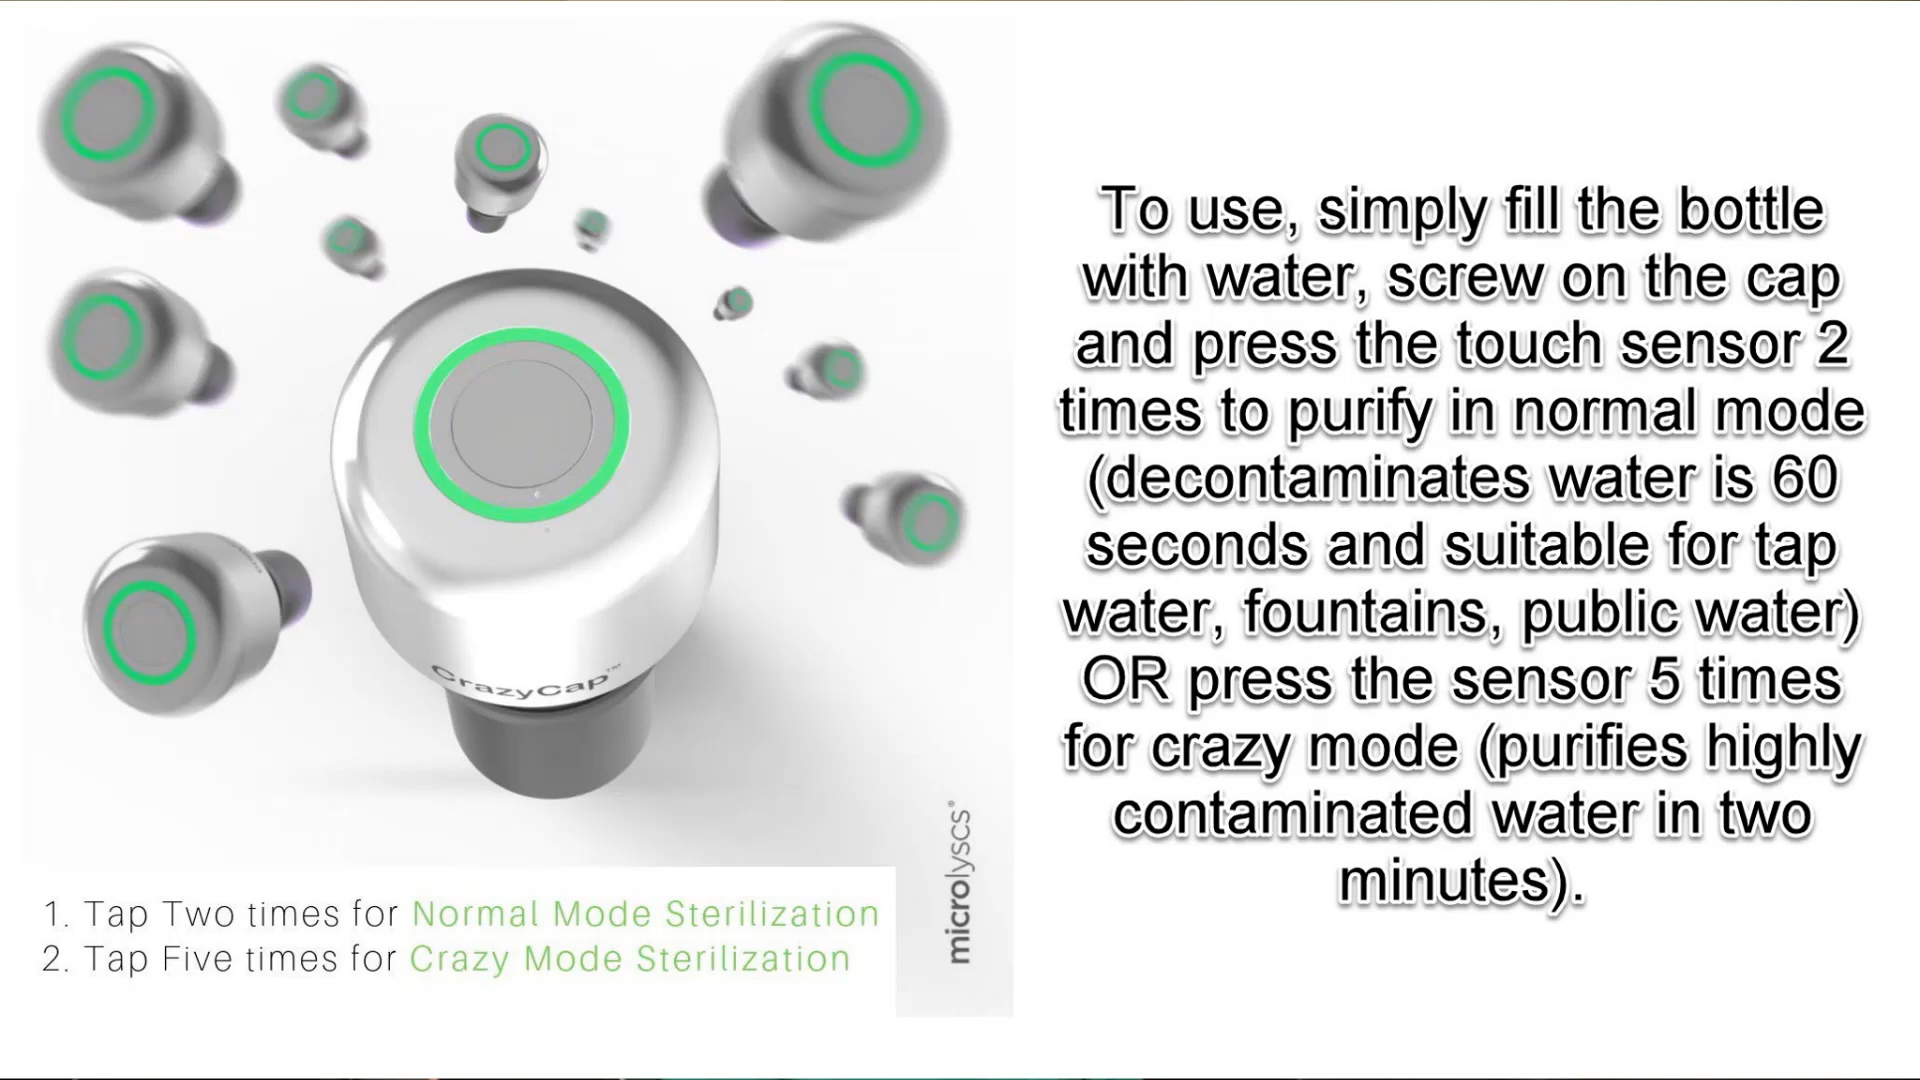 CrazyCap™
microlyscs®
1. Tap Two times for Normal Mode Sterilization
2. Tap Five times for Crazy Mode Sterilization
To use, simply fill the bottle
with water, screw on the cap
and press the touch sensor 2
times to purify in normal mode
(decontaminates water is 60
seconds and suitable for tap
water, fountains, public water)
OR press the sensor 5 times
for crazy mode (purifies highly
contaminated water in two
minutes).